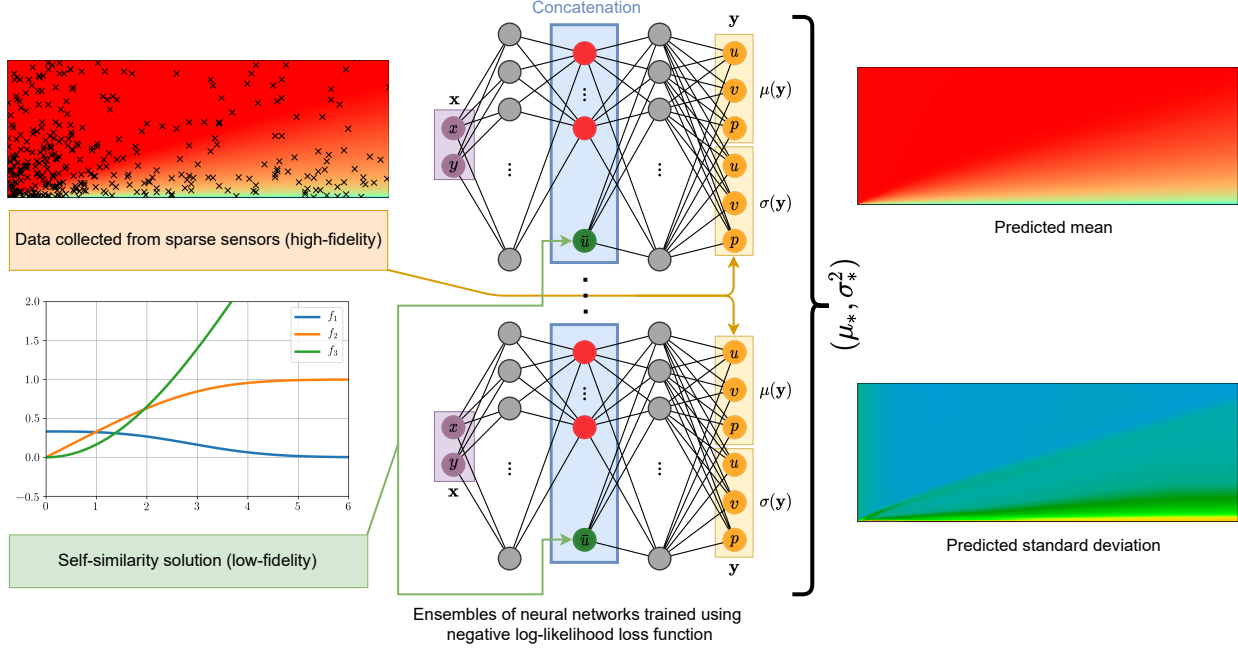 Concatenation
y
x
x
y
⋮
⋮
ū
⋮
u
v
p
u
v
p
μ(y)
σ(y)
Data collected from sparse sensors (high-fidelity)
2.0
1.5
1.0
0.5
0.0
−0.5
0 1 2 3 4 5 6
f₁
f₂
f₃
Self-similarity solution (low-fidelity)
x
y
x
⋮
⋮
ū
⋮
u
v
p
u
v
p
μ(y)
σ(y)
y
Ensembles of neural networks trained using
negative log-likelihood loss function
(μ*, σ*²)
Predicted mean
Predicted standard deviation